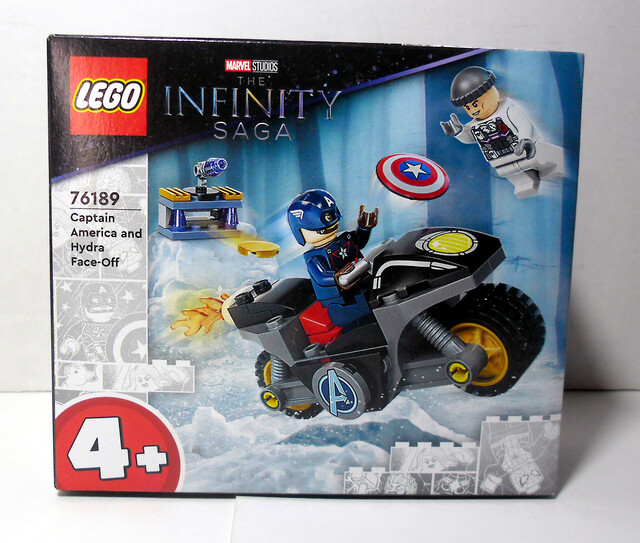 LEGO
MARVEL STUDIOS
THE
INFINITY
SAGA
76189
Captain
America and
Hydra
Face-Off
A
A
4+